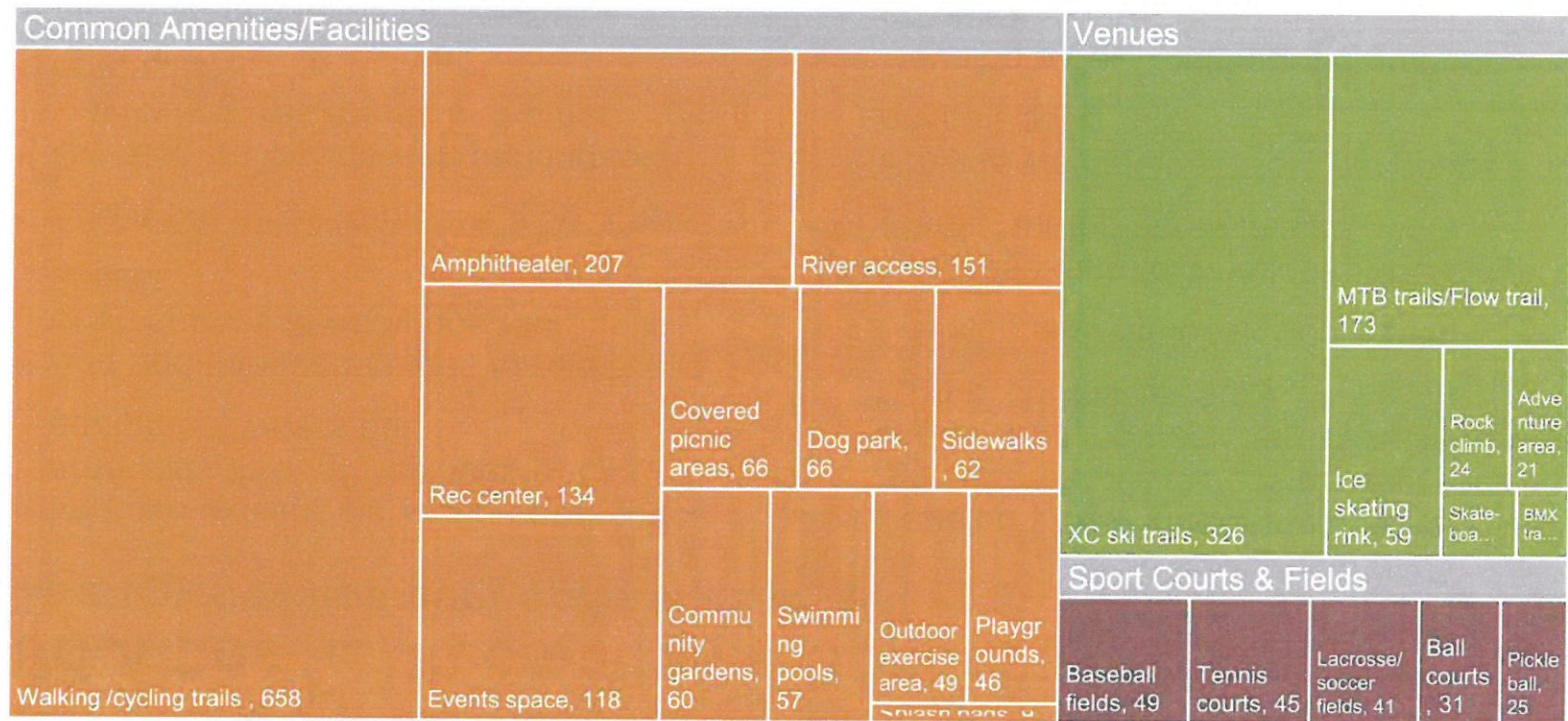 Common Amenities/Facilities
Walking /cycling trails , 658
Amphitheater, 207
River access, 151
Rec center, 134
Events space, 118
Covered
picnic
areas, 66
Dog park,
66
Sidewalks
, 62
Commu
nity
gardens,
60
Swimmi
ng
pools,
57
Outdoor
exercise
area, 49
Playgr
ounds,
46
Venues
XC ski trails, 326
MTB trails/Flow trail,
173
Ice
skating
rink, 59
Rock
climb,
24
Adve
nture
area,
21
Skate-
boa...
BMX
tra...
Sport Courts & Fields
Baseball
fields, 49
Tennis
courts, 45
Lacrosse/
soccer
fields, 41
Ball
courts
, 31
Pickle
ball,
25